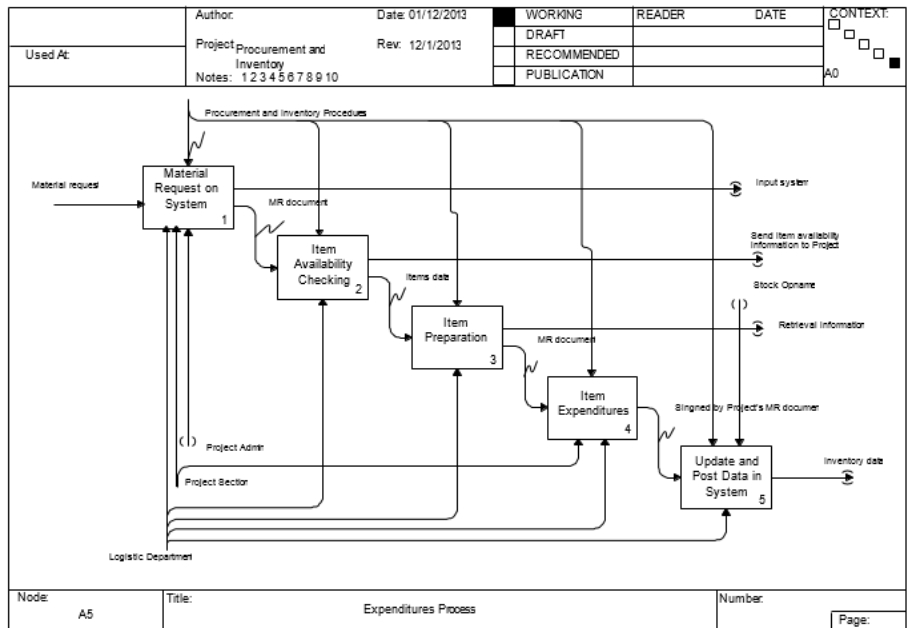 Used At:
Author:
Date: 01/12/2013
Project: Procurement and
Inventory
Rev: 12/1/2013
Notes: 1 2 3 4 5 6 7 8 9 10
WORKING
DRAFT
RECOMMENDED
PUBLICATION
READER
DATE
CONTEXT:
A0
Procurement and Inventory Procedures
Material request
Material
Request on
System
1
Input system
MR document
Item
Availability
Checking
2
Send Item availability
Information to Project
Items data
Stock Opname
Item
Preparation
3
Retrieval Information
MR document
Item
Expenditures
4
Singned by Project's MR document
Update and
Post Data in
System
5
Inventory data
Project Admin
Project Section
Logistic Department
Node:
A5
Title:
Expenditures Process
Number:
Page: